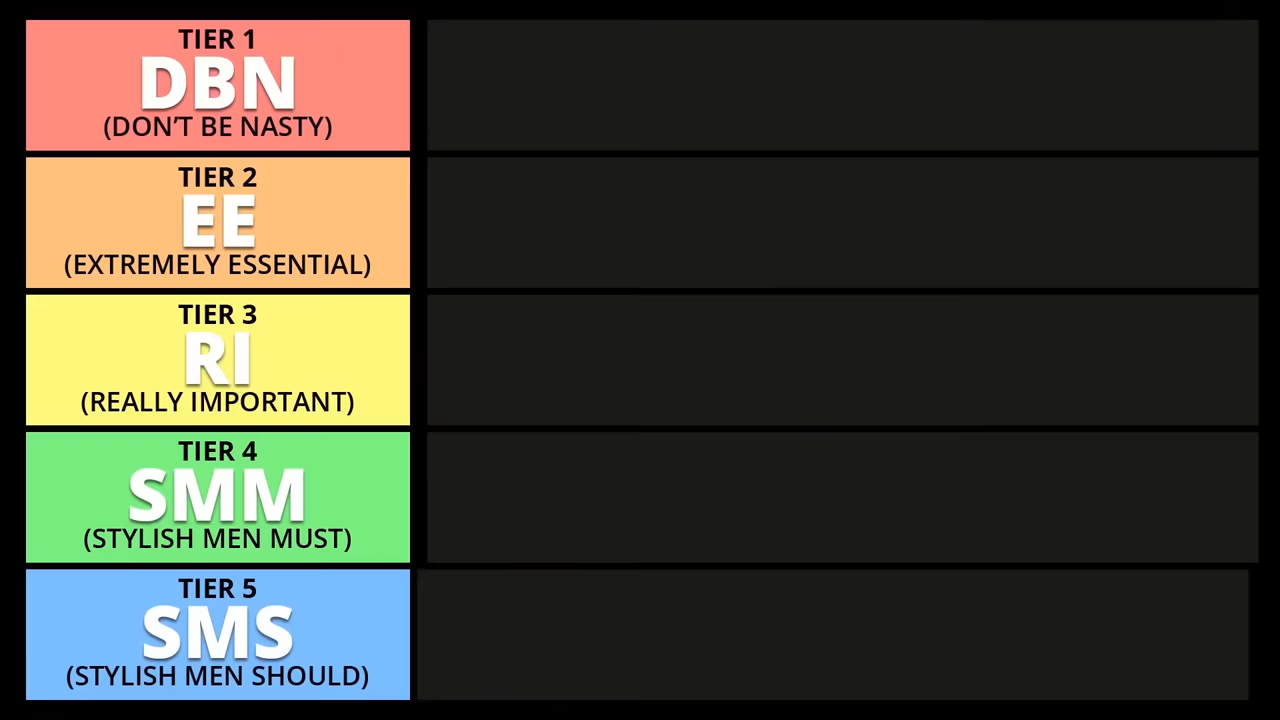 TIER 1
DBN
(DON'T BE NASTY)
TIER 2
EE
(EXTREMELY ESSENTIAL)
TIER 3
RI
(REALLY IMPORTANT)
TIER 4
SMM
(STYLISH MEN MUST)
TIER 5
SMS
(STYLISH MEN SHOULD)